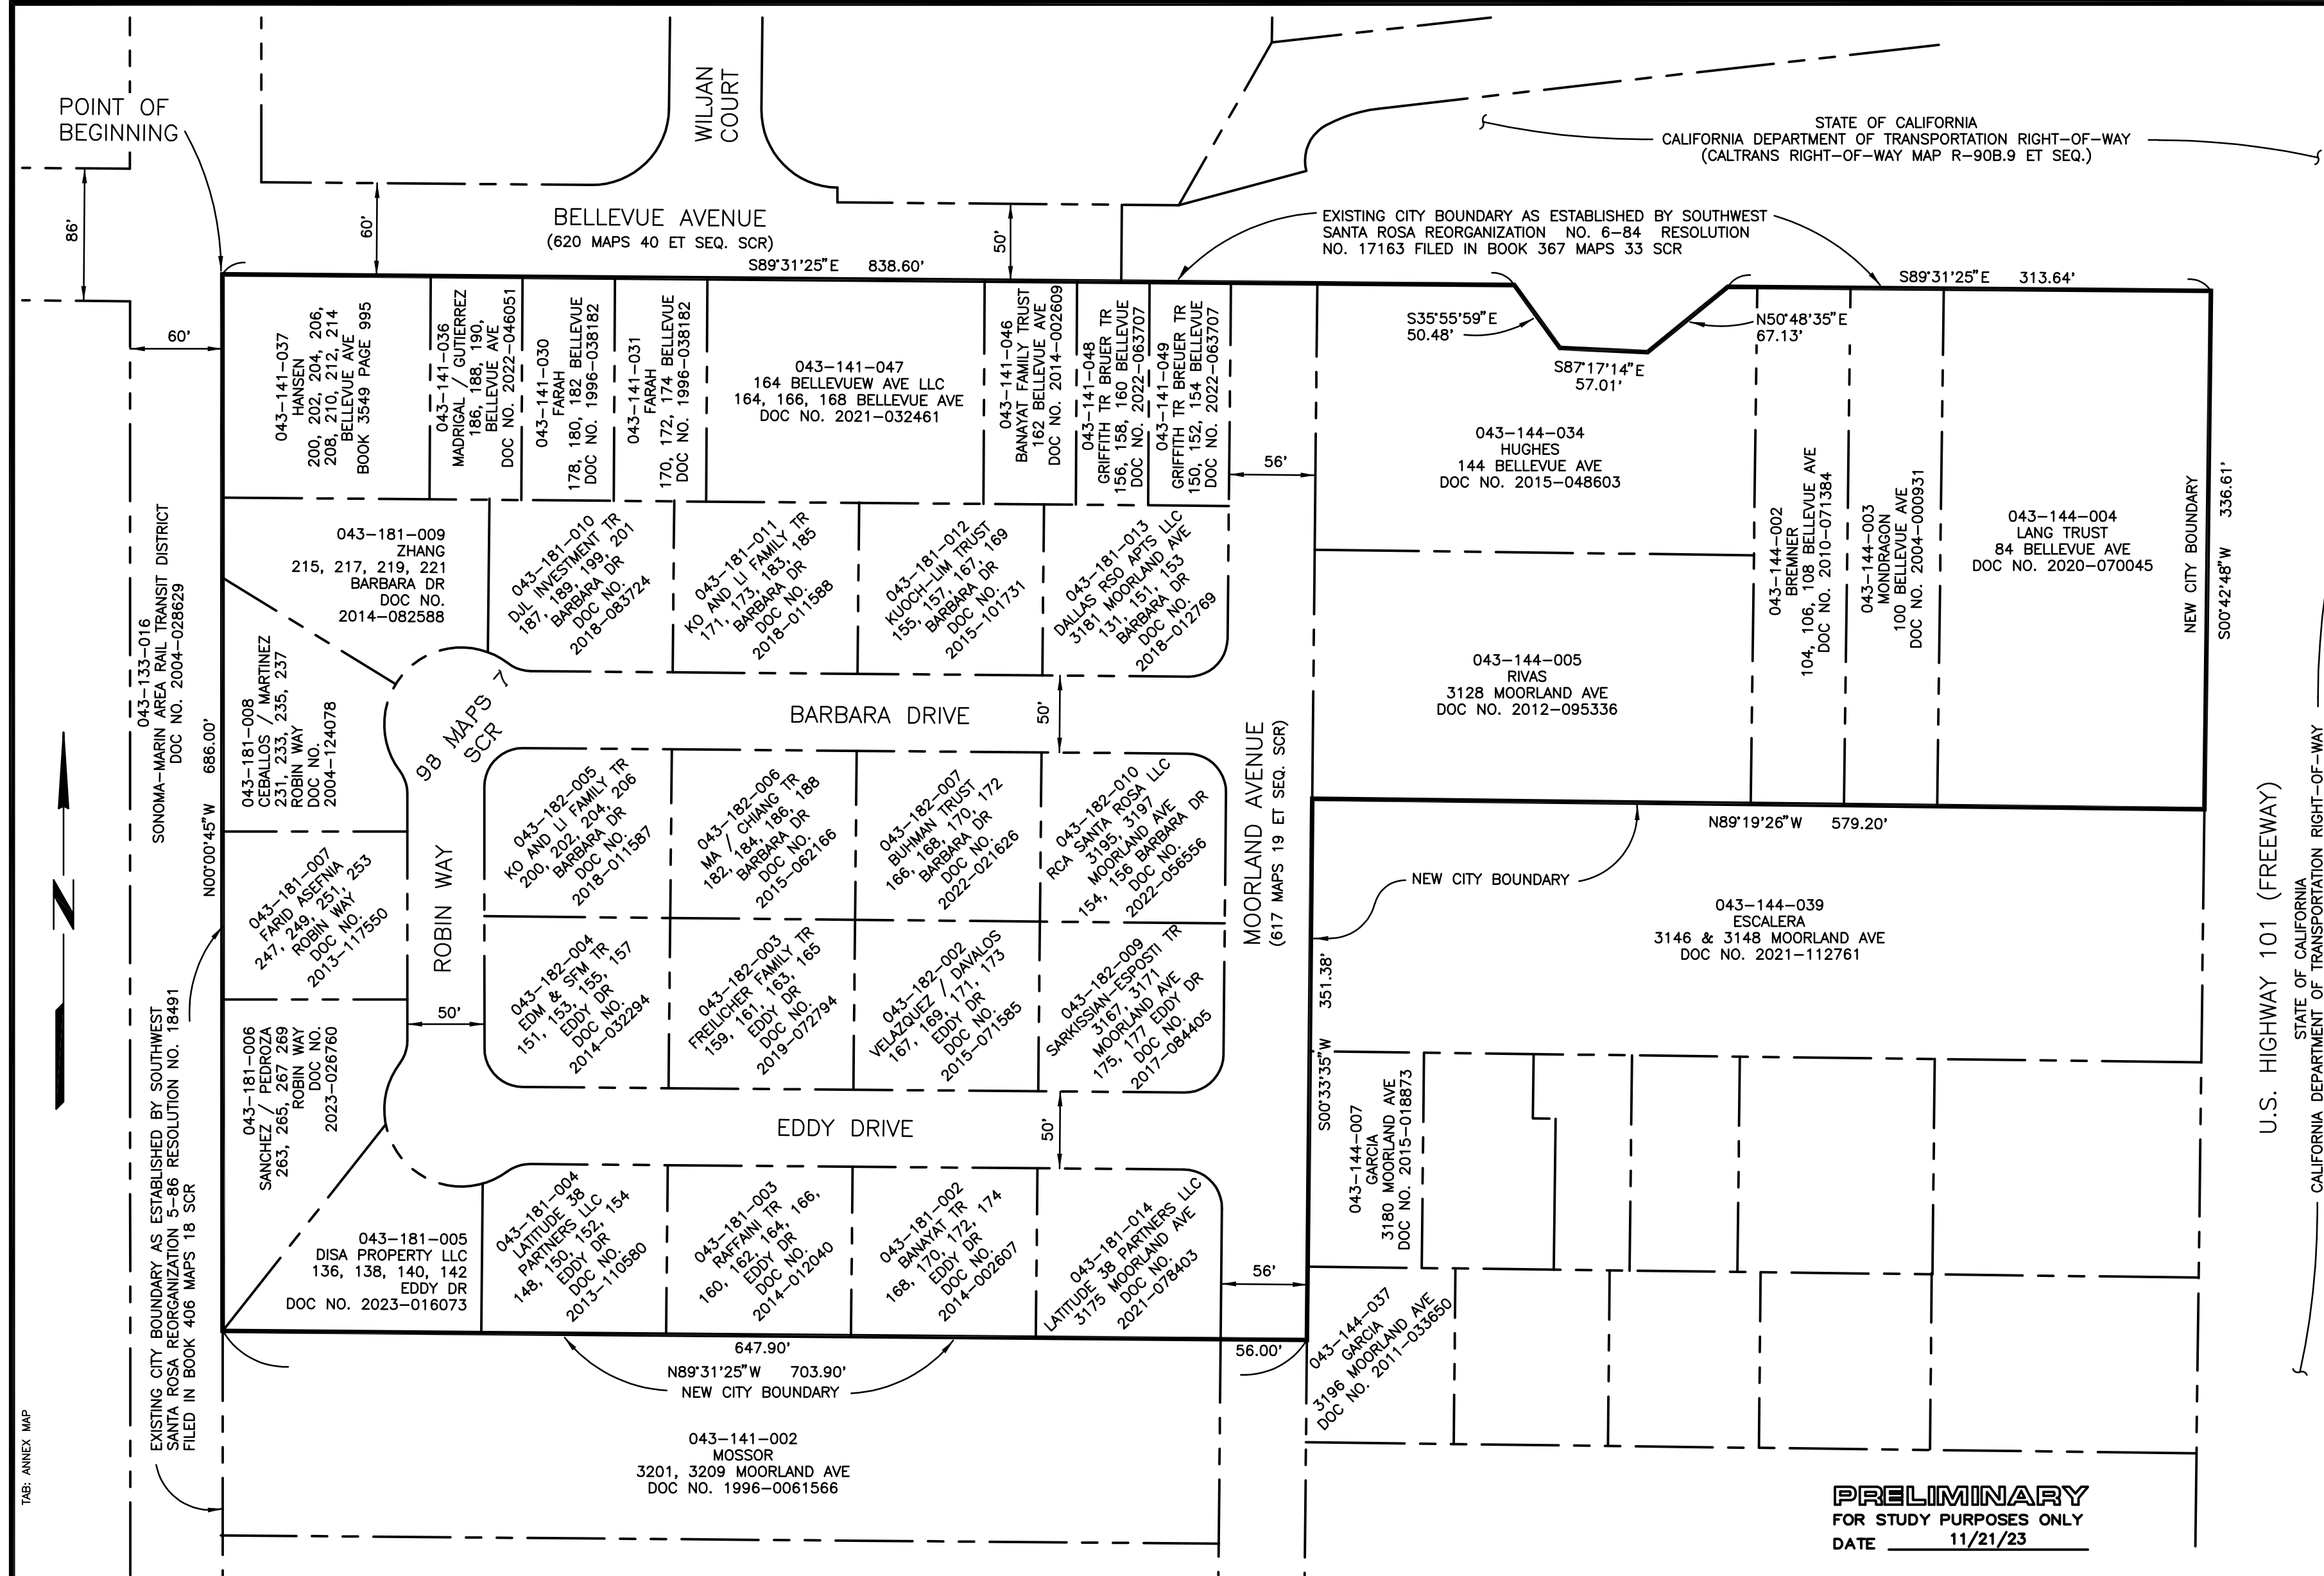 POINT OF
BEGINNING
WILJAN
COURT
STATE OF CALIFORNIA
CALIFORNIA DEPARTMENT OF TRANSPORTATION RIGHT-OF-WAY
(CALTRANS RIGHT-OF-WAY MAP R-90B.9 ET SEQ.)
86'
60'
BELLEVUE AVENUE
(620 MAPS 40 ET SEQ. SCR)
50'
EXISTING CITY BOUNDARY AS ESTABLISHED BY SOUTHWEST
SANTA ROSA REORGANIZATION NO. 6-84 RESOLUTION
NO. 17163 FILED IN BOOK 367 MAPS 33 SCR
S89°31'25"E 838.60'
S89°31'25"E 313.64'
60'
043-141-037
HANSEN
200, 202, 204, 206,
208, 210, 212, 214
BELLEVUE AVE
BOOK 3549 PAGE 995
043-141-036
MADRIGAL / GUTIERREZ
186, 188, 190,
BELLEVUE AVE
DOC NO. 2022-046051
043-141-030
FARAH
178, 180, 182 BELLEVUE
DOC NO. 1996-038182
043-141-031
FARAH
170, 172, 174 BELLEVUE
DOC NO. 1996-038182
043-141-047
164 BELLEVUEW AVE LLC
164, 166, 168 BELLEVUE AVE
DOC NO. 2021-032461
043-141-046
BANAYAT FAMILY TRUST
162 BELLEVUE AVE
DOC NO. 2014-002609
043-141-048
GRIFFITH TR BRUER TR
156, 158, 160 BELLEVUE
DOC NO. 2022-063707
043-141-049
GRIFFITH TR BREUER TR
150, 152, 154 BELLEVUE
DOC NO. 2022-063707
56'
S35°55'59"E
50.48'
S87°17'14"E
57.01'
N50°48'35"E
67.13'
043-144-034
HUGHES
144 BELLEVUE AVE
DOC NO. 2015-048603
043-144-002
BREMNER
104, 106, 108 BELLEVUE AVE
DOC NO. 2010-071384
043-144-003
MONDRAGON
100 BELLEVUE AVE
DOC NO. 2004-000931
043-144-004
LANG TRUST
84 BELLEVUE AVE
DOC NO. 2020-070045
NEW CITY BOUNDARY
S00°42'48"W 336.61'
043-133-016
SONOMA-MARIN AREA RAIL TRANSIT DISTRICT
DOC NO. 2004-028629
N00°00'45"W 686.00'
043-181-009
ZHANG
215, 217, 219, 221
BARBARA DR
DOC NO.
2014-082588
043-181-010
DJL INVESTMENT TR
187, 189, 199, 201
BARBARA DR
DOC NO.
2018-083724
043-181-011
KO AND LI FAMILY TR
171, 173, 183, 185
BARBARA DR
DOC NO.
2018-011588
043-181-012
KUOCH-LIM TRUST
155, 157, 167, 169
BARBARA DR
DOC NO.
2015-101731
043-181-013
DALLAS RSO APTS LLC
3181 MOORLAND AVE
131, 151, 153
BARBARA DR
DOC NO.
2018-012769
043-144-005
RIVAS
3128 MOORLAND AVE
DOC NO. 2012-095336
043-181-008
CEBALLOS / MARTINEZ
231, 233, 235, 237
ROBIN WAY
DOC NO.
2004-124078
98 MAPS 7
SCR
BARBARA DRIVE
50'
MOORLAND AVENUE
(617 MAPS 19 ET SEQ. SCR)
043-182-005
KO AND LI FAMILY TR
200, 202, 204, 206
BARBARA DR
DOC NO.
2018-011587
043-182-006
MA / CHIANG TR
182, 184, 186, 188
BARBARA DR
DOC NO.
2015-062166
043-182-007
BUHMAN TRUST
166, 168, 170, 172
BARBARA DR
DOC NO.
2022-021626
043-182-010
RCA SANTA ROSA LLC
3195, 3197
MOORLAND AVE
154, 156 BARBARA DR
DOC NO.
2022-056556
N89°19'26"W 579.20'
NEW CITY BOUNDARY
043-144-039
ESCALERA
3146 & 3148 MOORLAND AVE
DOC NO. 2021-112761
N
043-181-007
FARID ASEFNIA
247, 249, 251, 253
ROBIN WAY
DOC NO.
2013-117550
ROBIN WAY
50'
043-182-004
EDM & SFM TR
151, 153, 155, 157
EDDY DR
DOC NO.
2014-032294
043-182-003
FREILICHER FAMILY TR
159, 161, 163, 165
EDDY DR
DOC NO.
2019-072794
043-182-002
VELAZQUEZ / DAVALOS
167, 169, 171, 173
EDDY DR
DOC NO.
2015-071585
043-182-009
SARKISSIAN-ESPOSTI TR
3167, 3171
MOORLAND AVE
175, 177 EDDY DR
DOC NO.
2017-084405
S00°33'35"W 351.38'
U.S. HIGHWAY 101 (FREEWAY)
STATE OF CALIFORNIA
CALIFORNIA DEPARTMENT OF TRANSPORTATION RIGHT-OF-WAY
043-181-006
SANCHEZ / PEDROZA
263, 265, 267 269
ROBIN WAY
DOC NO.
2023-026760
EDDY DRIVE
50'
043-144-007
GARCIA
3180 MOORLAND AVE
DOC NO. 2015-018873
EXISTING CITY BOUNDARY AS ESTABLISHED BY SOUTHWEST
SANTA ROSA REORGANIZATION 5-86 RESOLUTION NO. 18491
FILED IN BOOK 406 MAPS 18 SCR
043-181-005
DISA PROPERTY LLC
136, 138, 140, 142
EDDY DR
DOC NO. 2023-016073
043-181-004
LATITUDE 38
PARTNERS LLC
148, 150, 152, 154
EDDY DR
DOC NO.
2013-110580
043-181-003
RAFFAINI TR
160, 162, 164, 166,
EDDY DR
DOC NO.
2014-012040
043-181-002
BANAYAT TR
168, 170, 172, 174
EDDY DR
DOC NO.
2014-002607
043-181-014
LATITUDE 38 PARTNERS LLC
3175 MOORLAND AVE
DOC NO.
2021-078403
56'
043-144-037
GARCIA
3196 MOORLAND AVE
DOC NO. 2011-033650
647.90'
56.00'
N89°31'25"W 703.90'
NEW CITY BOUNDARY
043-141-002
MOSSOR
3201, 3209 MOORLAND AVE
DOC NO. 1996-0061566
TAB: ANNEX MAP
PRELIMINARY
FOR STUDY PURPOSES ONLY
DATE 11/21/23